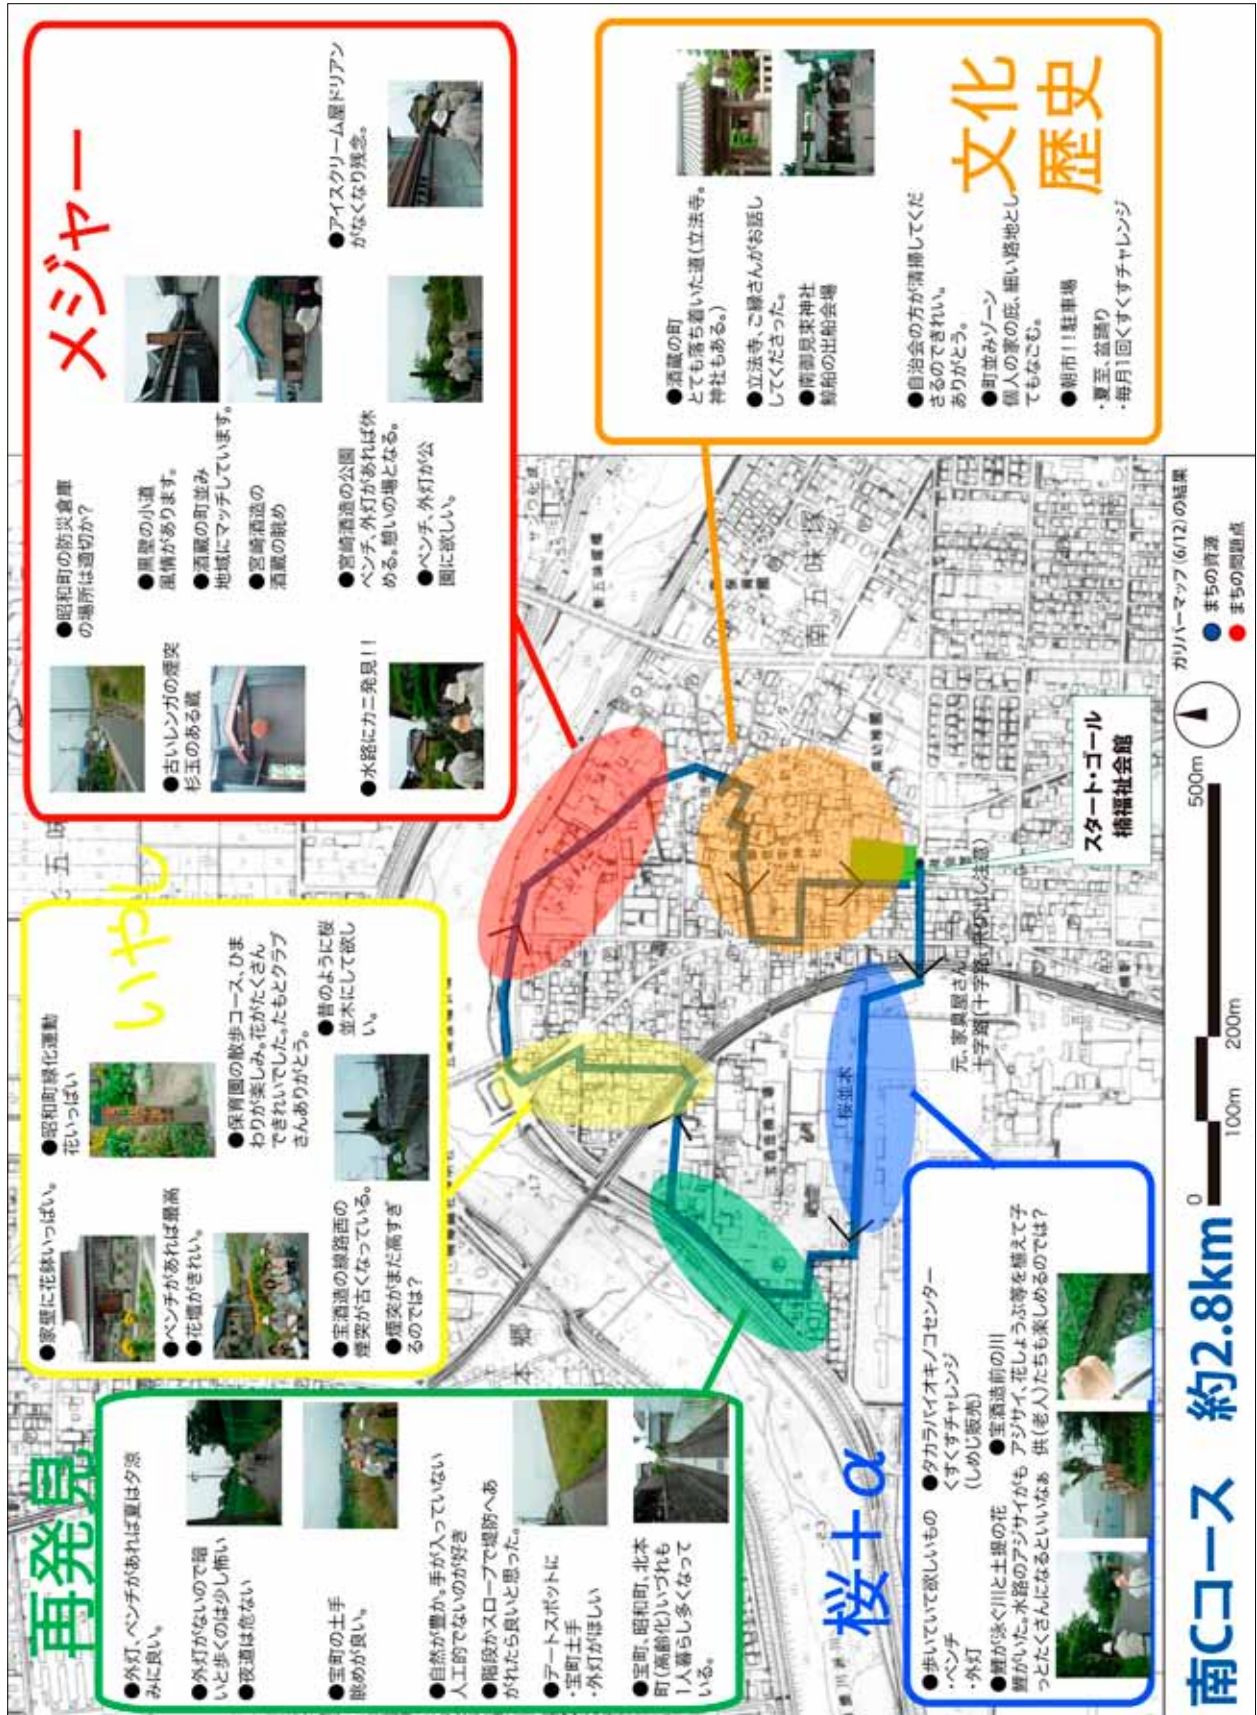 南Cコース 約2.8km
再発見
●外灯、ベンチがあれば夏は夕涼
みに良い。
●外灯がないので暗
いと歩くのは少し怖い
●夜道は危ない
●宝町の土手
眺めが良い。
●自然が豊か。手が入っていない
人工的でないのが好き
●階段かスロープで堤防へあ
がれたら良いと思った。
●デートスポットに
・宝町土手
・外灯がほしい
●宝町、昭和町、北本
町(高齢化)いづれも
1人暮らし多くなって
いる。
いやし
●家壁に花鉢いっぱい。
●昭和町緑化運動
花いっぱい
●ベンチがあれば最高
●花壇がきれい。
●保育園の散歩コース、ひま
わりが楽しみ。花がたくさん
できれいでした。たもとクラブ
さんありがとう。
●宝酒造の線路西の
煙突が古くなっている。
●煙突がまだ高すぎ
るのでは?
●昔のように桜
並木にして欲し
い。
メジャー
●昭和町の防災倉庫
の場所は適切か?
●古いレンガの煙突
杉玉のある蔵
●黒壁の小道
風情があります。
●酒蔵の町並み
地域にマッチしています。
●宮崎酒造の
酒蔵の眺め
●水路にカニ発見!!
●宮崎酒造の公園
ベンチ、外灯があれば休
める。憩いの場となる。
●ベンチ、外灯が公
園に欲しい。
●アイスクリーム屋ドリアン
がなくなり残念。
文化
歴史
●酒蔵の町
とても落ち着いた道(立法寺。
神社もある。)
●立法寺、ご縁さんがお話し
してくださった。
●南御見束神社
鯨船の出船会場
●自治会の方が清掃してくだ
さるのできれい。
ありがとう。
●町並みゾーン
個人の家の庇、細い路地とし
てもなごむ。
●朝市!!駐車場
・夏至、盆踊り
・毎月1回くすくすチャレンジ
桜+α
●歩いていて欲しいもの
・ベンチ
・外灯
●鯉が泳ぐ川と土提の花
鯉がいた。水路のアジサイがも
っとたくさんになるといいなぁ
●タカラバイオキノコセンター
くすくすチャレンジ
(しめじ販売)
●宝酒造前の川
アジサイ、花しょうぶ等を植えて子
供(老人)たちも楽しめるのでは?
本郷
南五味塚
桜並木
元、家具屋さん
十字路(十字路、飛び出し注意)
スタート・ゴール
楠福祉会館
0
100m
200m
500m
ガリバーマップ(6/12)の結果
●まちの資源
●まちの問題点